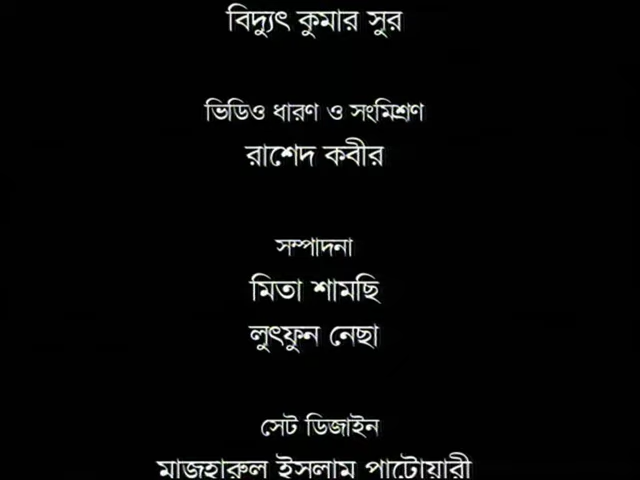 বিদ্যুৎ কুমার সুর
ভিডিও ধারণ ও সংমিশ্রণ
রাশেদ কবীর
সম্পাদনা
মিতা শামছি
লুৎফুন নেছা
সেট ডিজাইন
মাজহারুল ইসলাম পাটোয়ারী